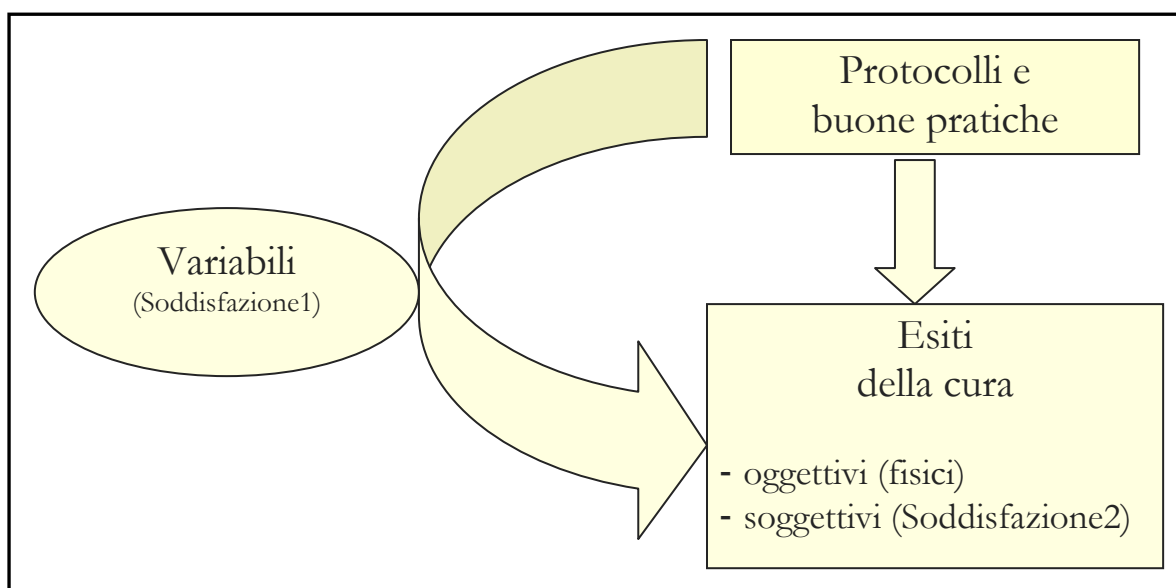 Protocolli e
buone pratiche
Variabili
(Soddisfazione1)
Esiti
della cura
- oggettivi (fisici)
- soggettivi (Soddisfazione2)